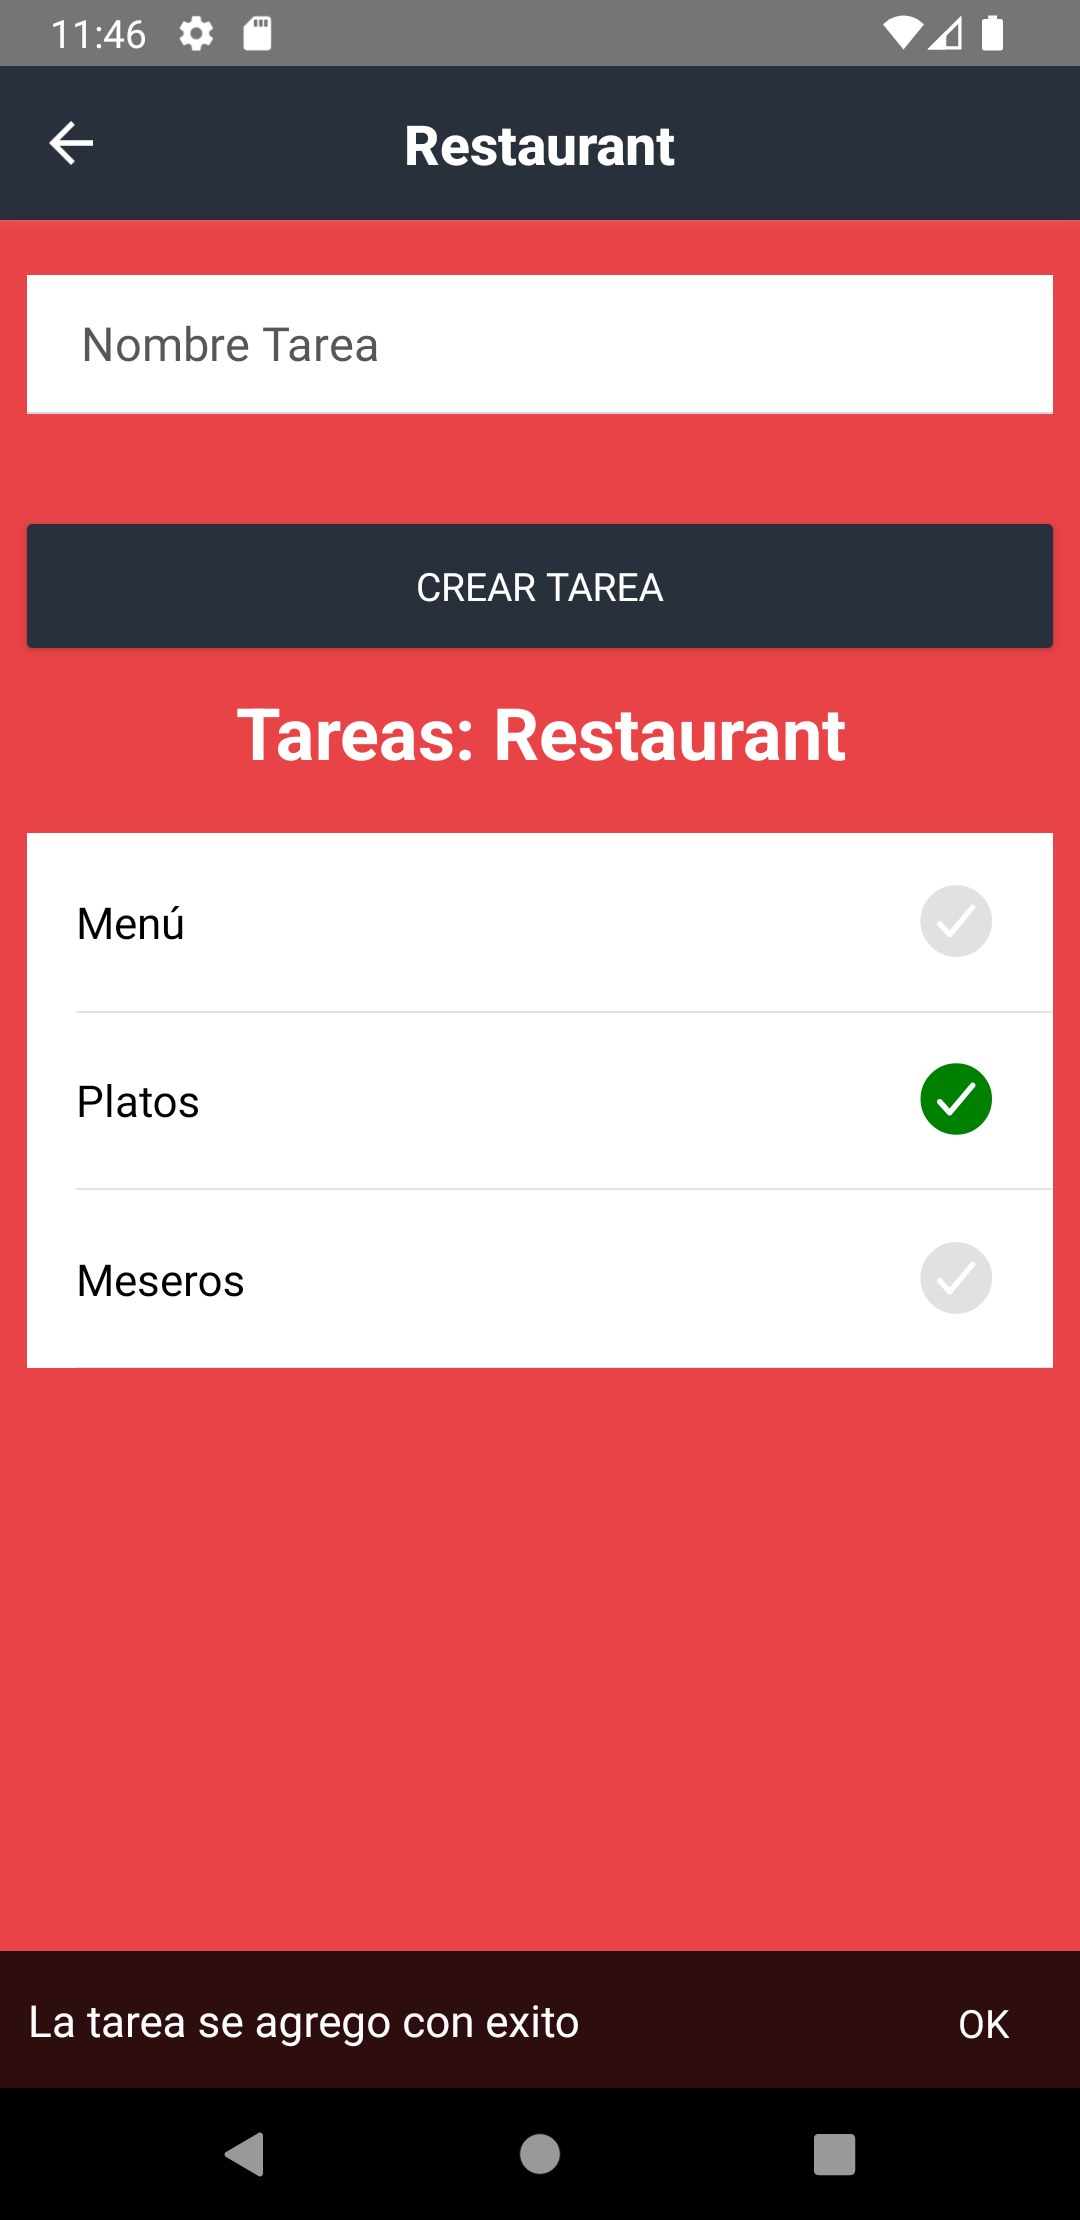 11:46
Restaurant
Nombre Tarea
CREAR TAREA
Tareas: Restaurant
Menú
Platos
Meseros
La tarea se agrego con exito
OK